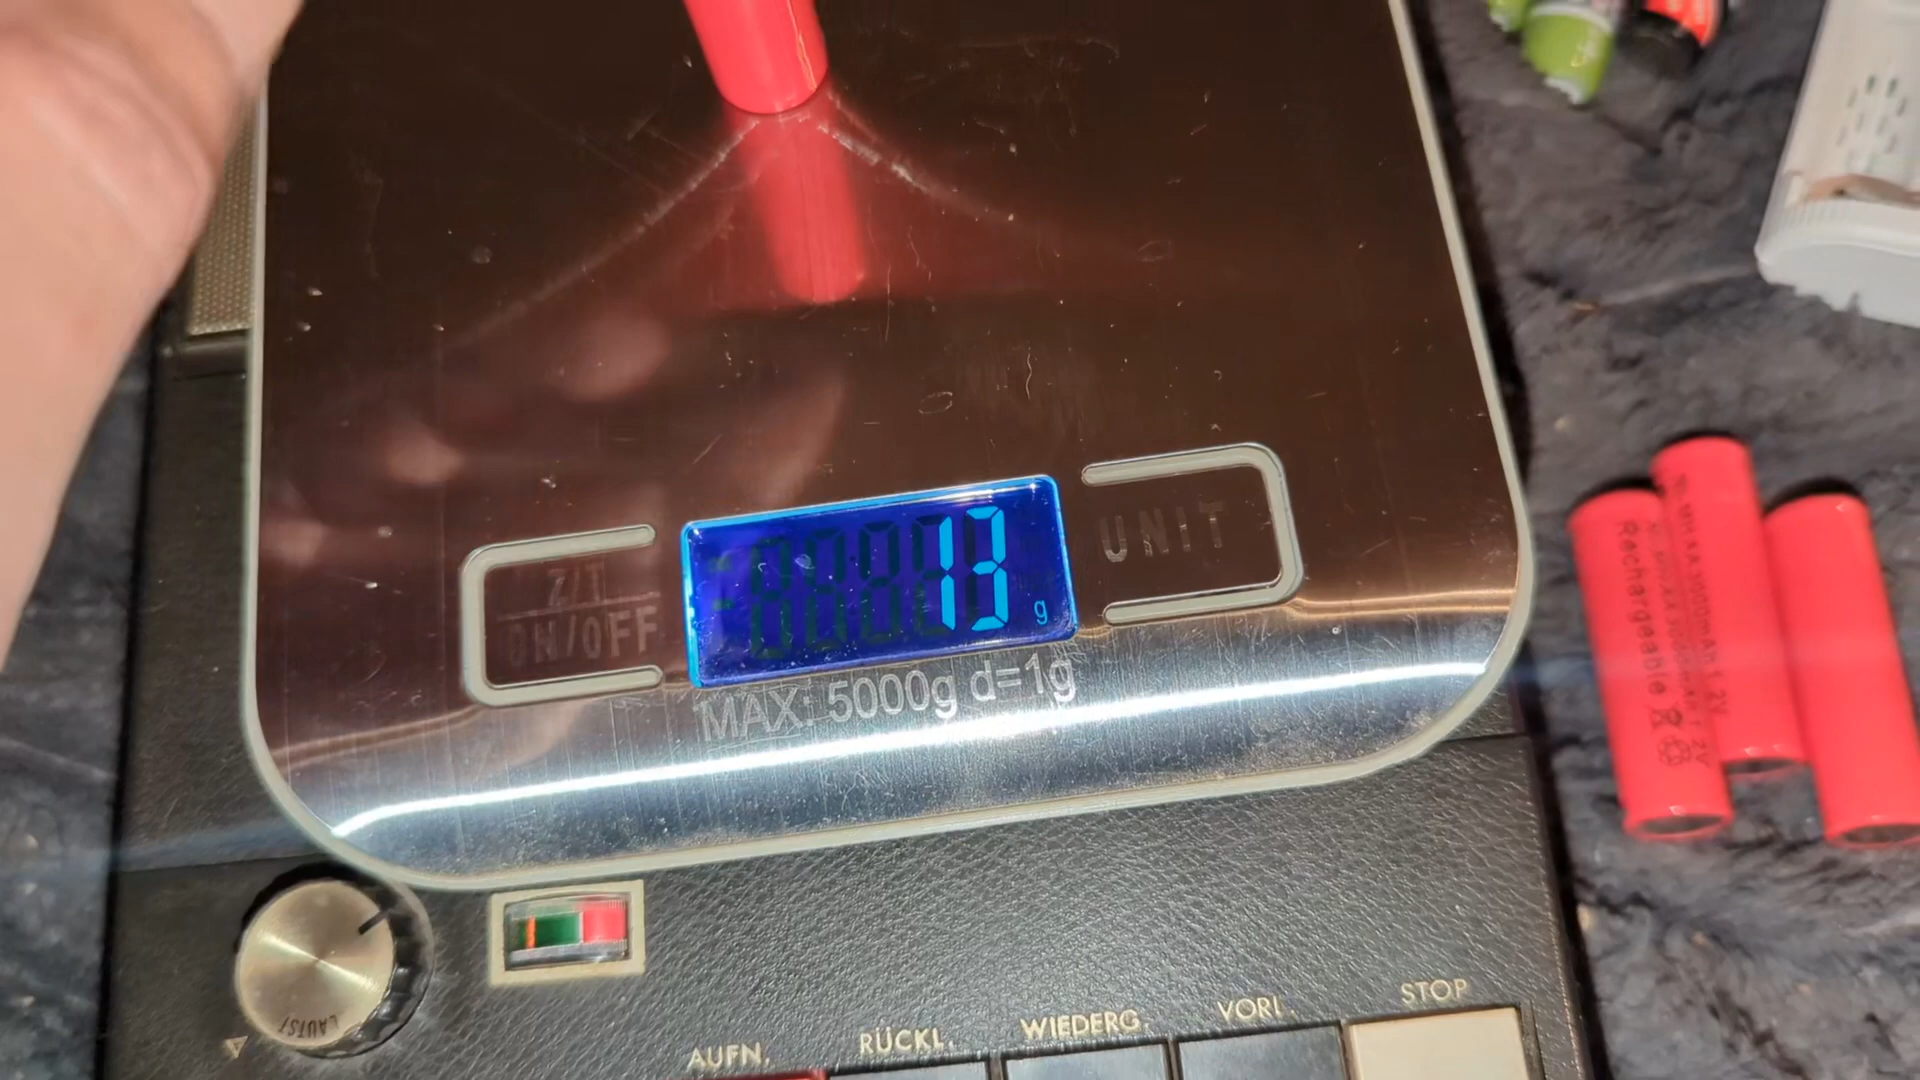 13 g
UNIT
Z/T
ON/OFF
MAX: 5000g d=1g
Rechargeable
LAUTST
AUFN.
RÜCKL.
WIEDERG.
VORL.
STOP